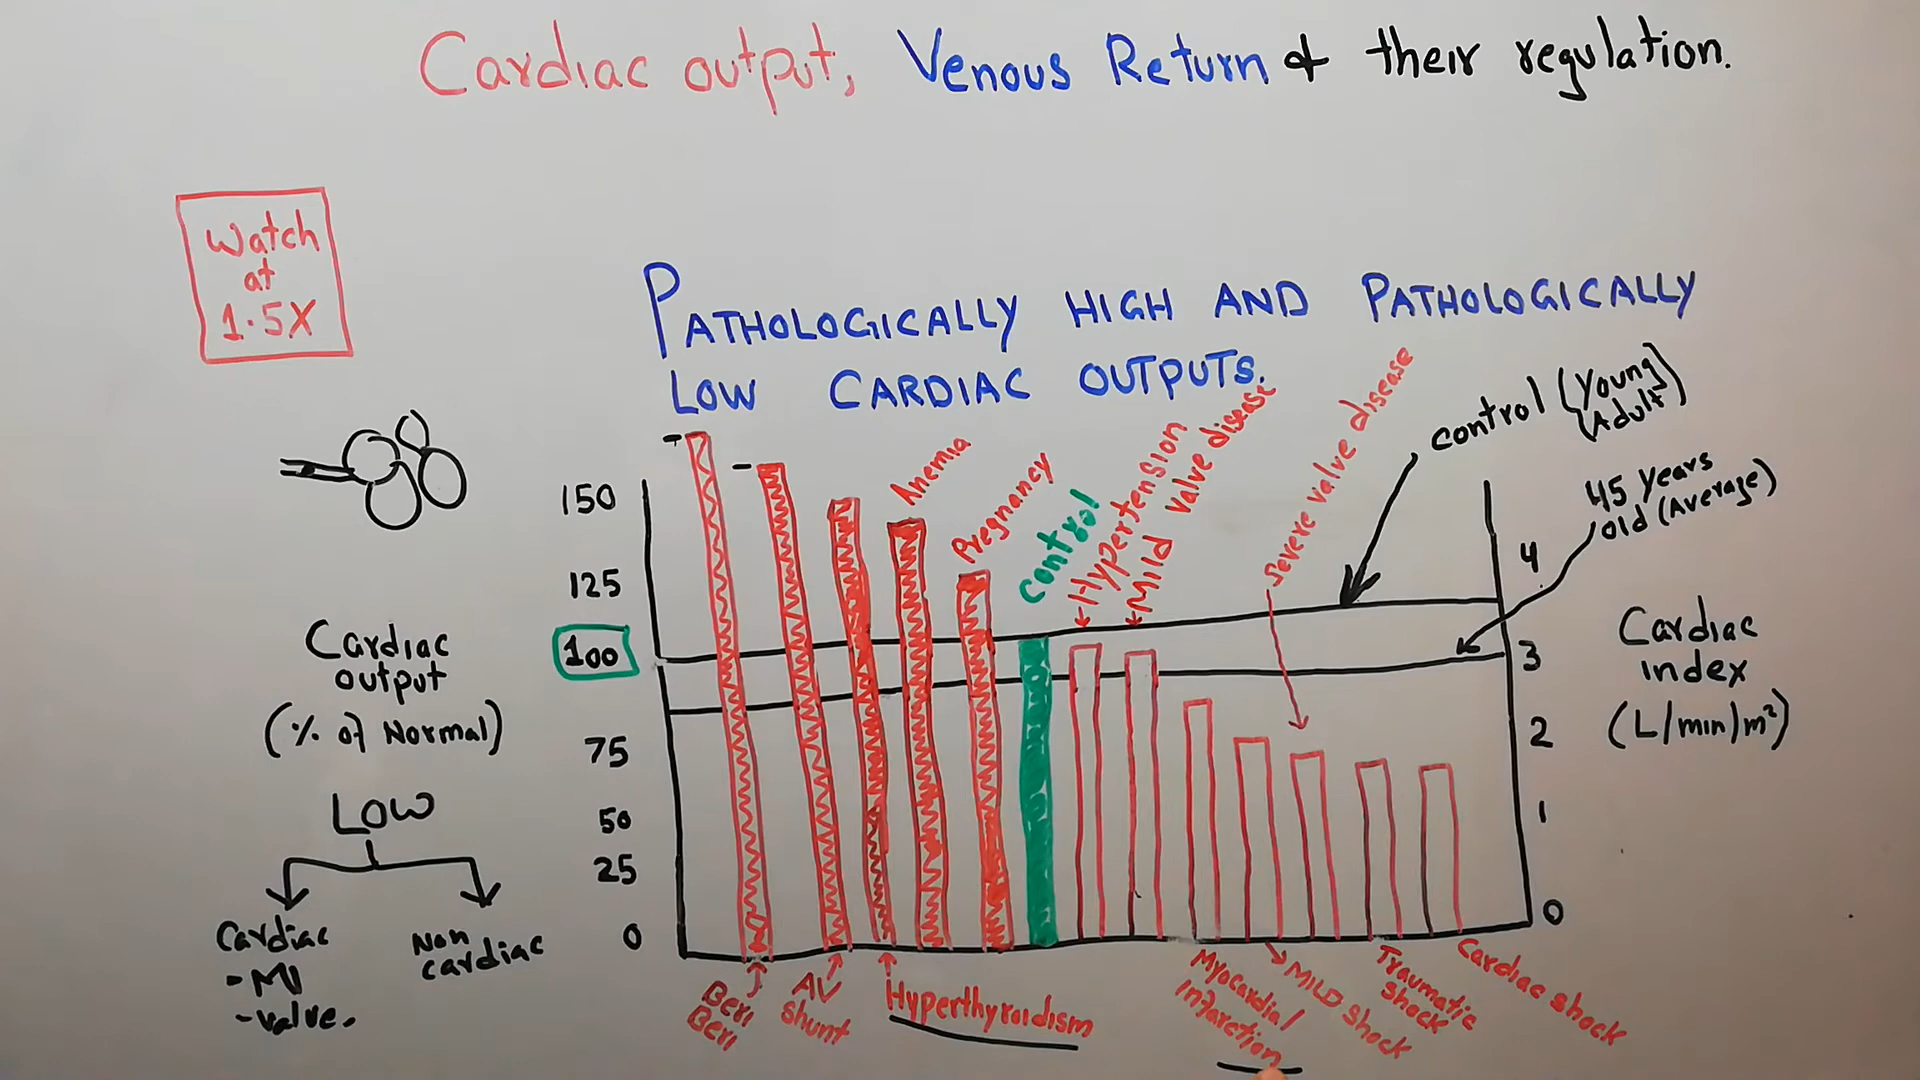 Cardiac output, Venous Return & their regulation.
Watch
at
1.5X
PATHOLOGICALLY HIGH AND PATHOLOGICALLY
LOW CARDIAC OUTPUTS.
Anemia
Pregnancy
Control
Hypertension
Mild valve disease
Severe valve disease
control (Young
Adult)
45 years
old (Average)
150
125
100
75
50
25
0
4
3
2
1
0
Cardiac
output
(% of Normal)
Cardiac
index
(L/min/m²)
LOW
Cardiac
- MI
- valve.
Non
cardiac
Beri
Beri
AV
shunt
Hyperthyroidism
Myocardial
infarction
MILD SHOCK
Traumatic
shock
Cardiac shock